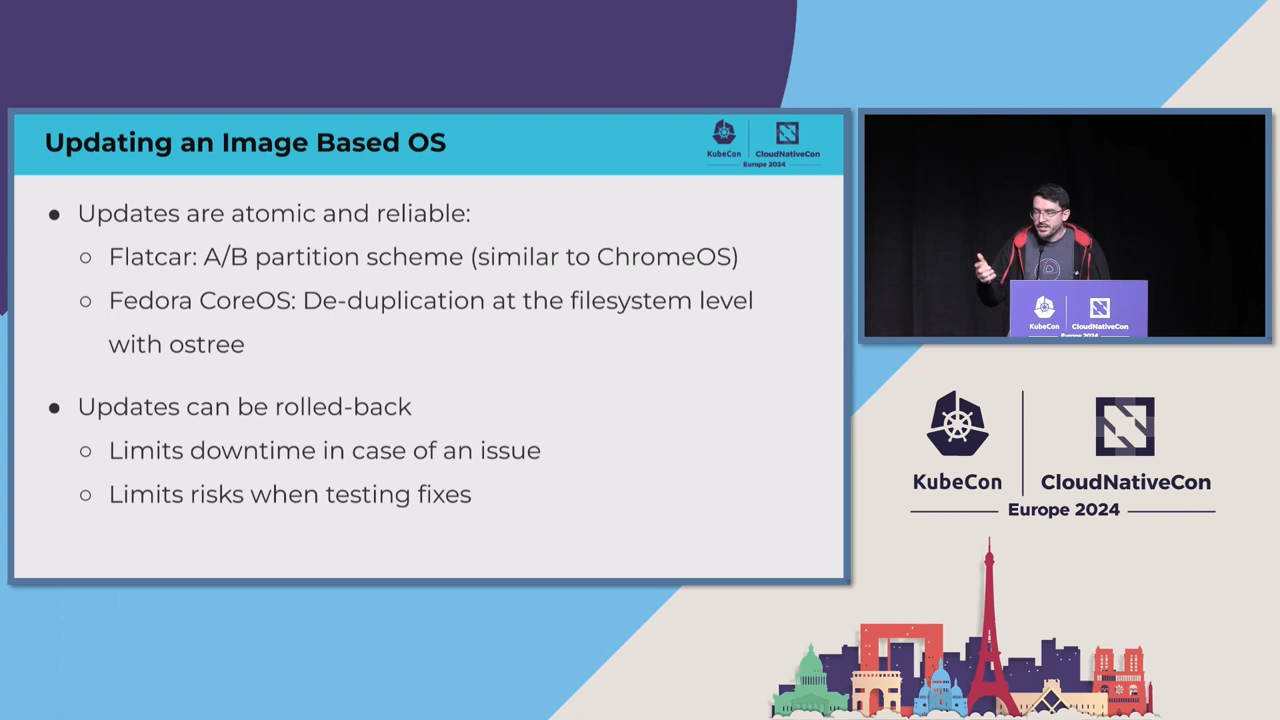 Updating an Image Based OS
KubeCon
CloudNativeCon
Europe 2024
● Updates are atomic and reliable:
○ Flatcar: A/B partition scheme (similar to ChromeOS)
○ Fedora CoreOS: De-duplication at the filesystem level
with ostree
● Updates can be rolled-back
○ Limits downtime in case of an issue
○ Limits risks when testing fixes
KubeCon
CloudNativeCon
Europe 2024
KubeCon
CloudNativeCon
Europe 2024